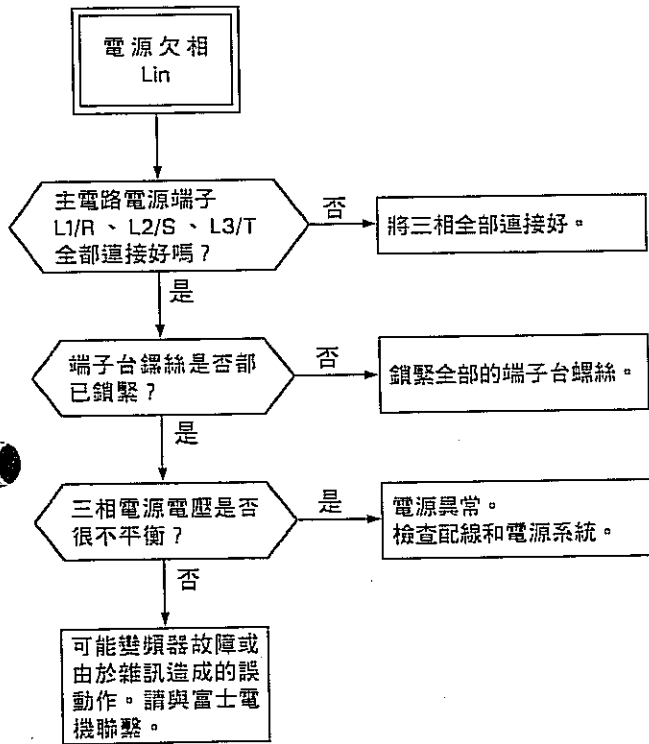 電源欠相
Lin
主電路電源端子
L1/R、L2/S、L3/T
全部連接好嗎？
否
將三相全部連接好。
是
端子台鏍絲是否都
已鎖緊？
否
鎖緊全部的端子台螺絲。
是
三相電源電壓是否
很不平衡？
是
電源異常。
檢查配線和電源系統。
否
可能變頻器故障或
由於雜訊造成的誤
動作。請與富士電
機聯繫。